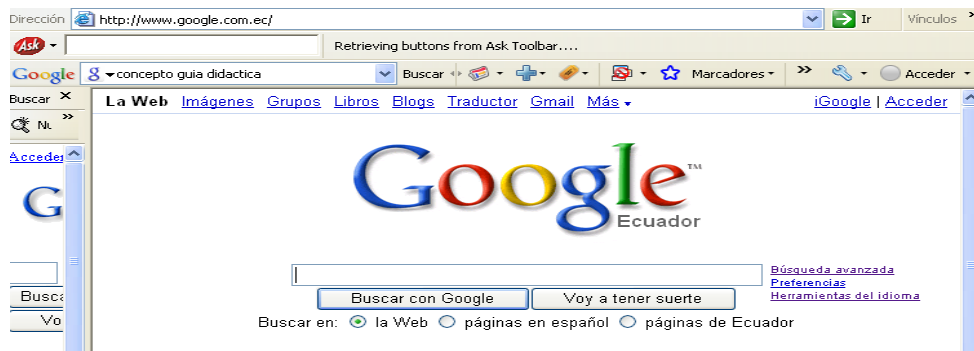 Dirección http://www.google.com.ec/ Ir Vínculos
Ask Retrieving buttons from Ask Toolbar....
Google concepto guia didactica Buscar Marcadores Acceder
Buscar
La Web Imágenes Grupos Libros Blogs Traductor Gmail Más iGoogle | Acceder
Google™
Ecuador
Búsqueda avanzada
Preferencias
Buscar con Google Voy a tener suerte Herramientas del idioma
Buscar en: la Web páginas en español páginas de Ecuador